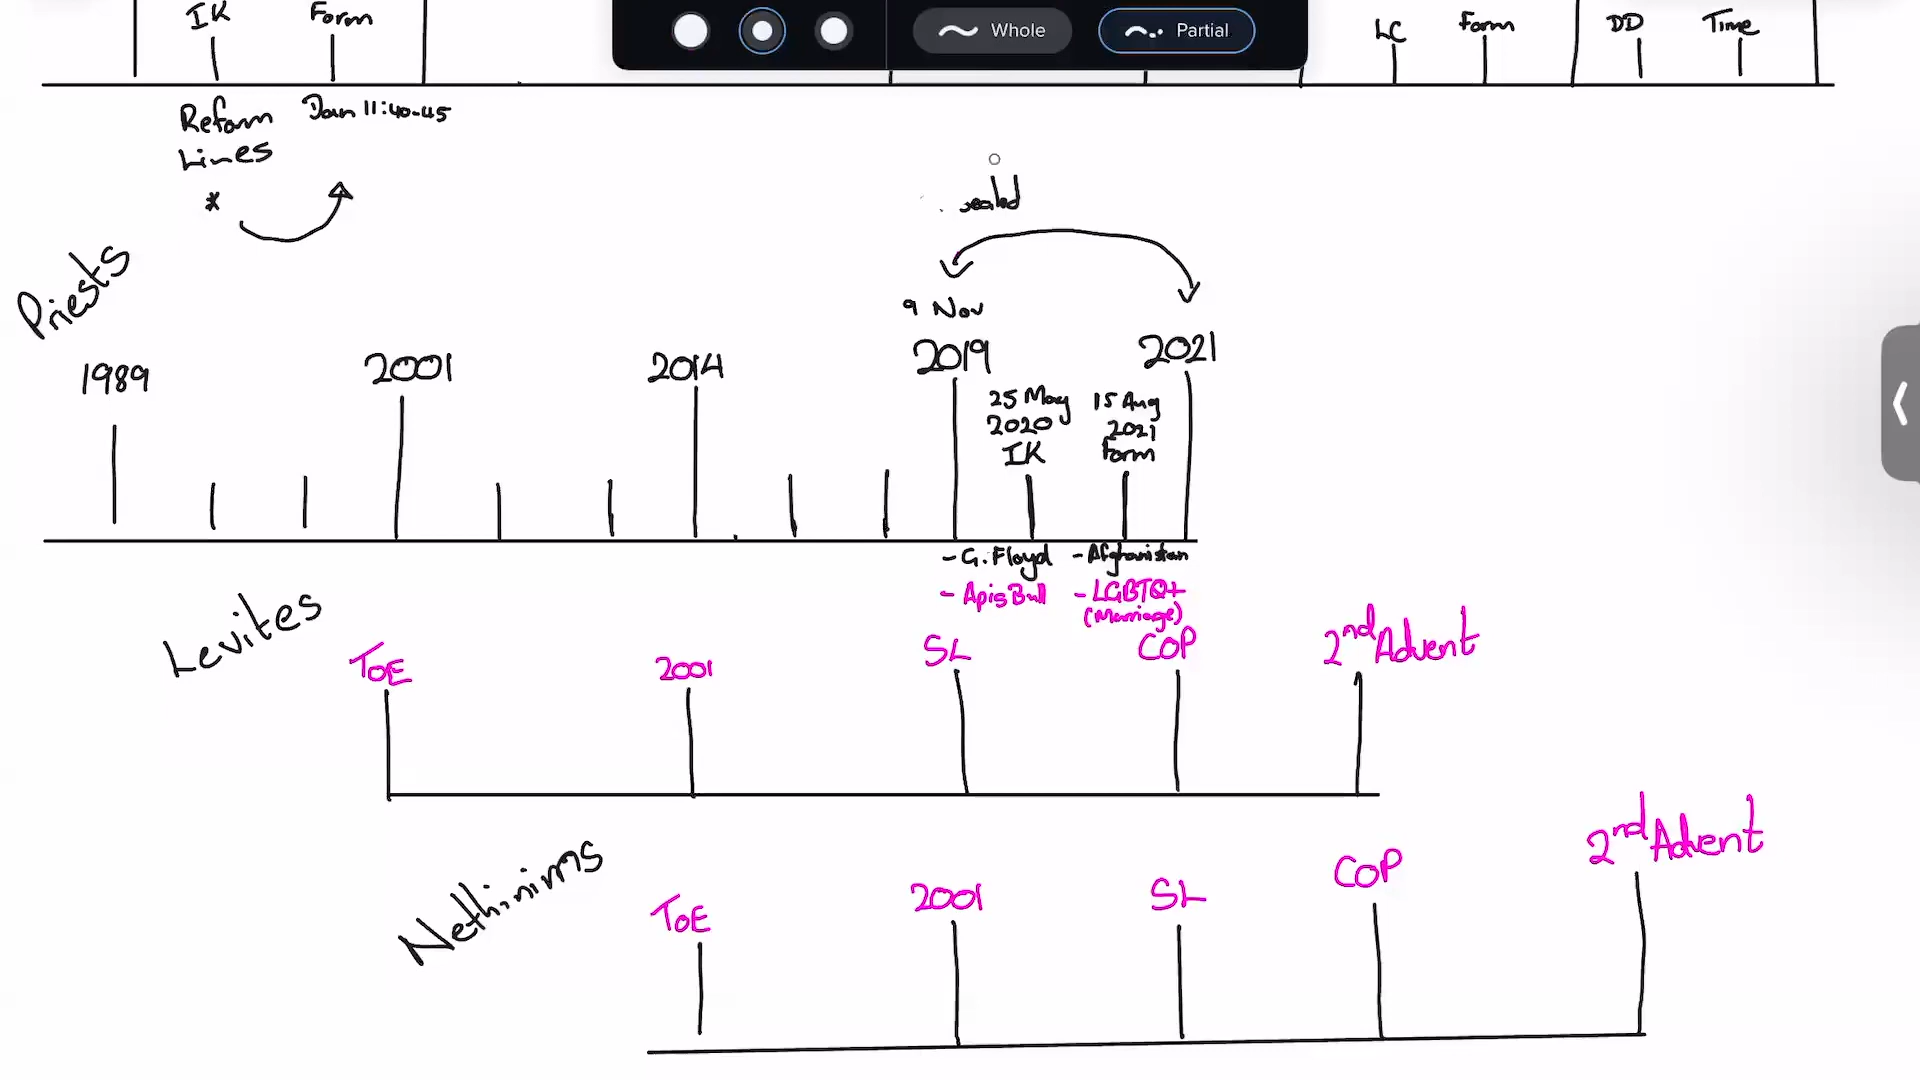 IK Form
Whole Partial
LC Form DD Time
Reform Dan 11:40-45
Lines
*
sealed
Priests
9 Nov
1989 2001 2014 2019 2021
25 May 15 Aug
2020 2021
IK Form
- G. Floyd - Afghanistan
- Apis Bull - LGBTQ+
(Marriage)
Levites
TOE 2001 SL COP 2nd Advent
Nethinims
TOE 2001 SL COP 2nd Advent